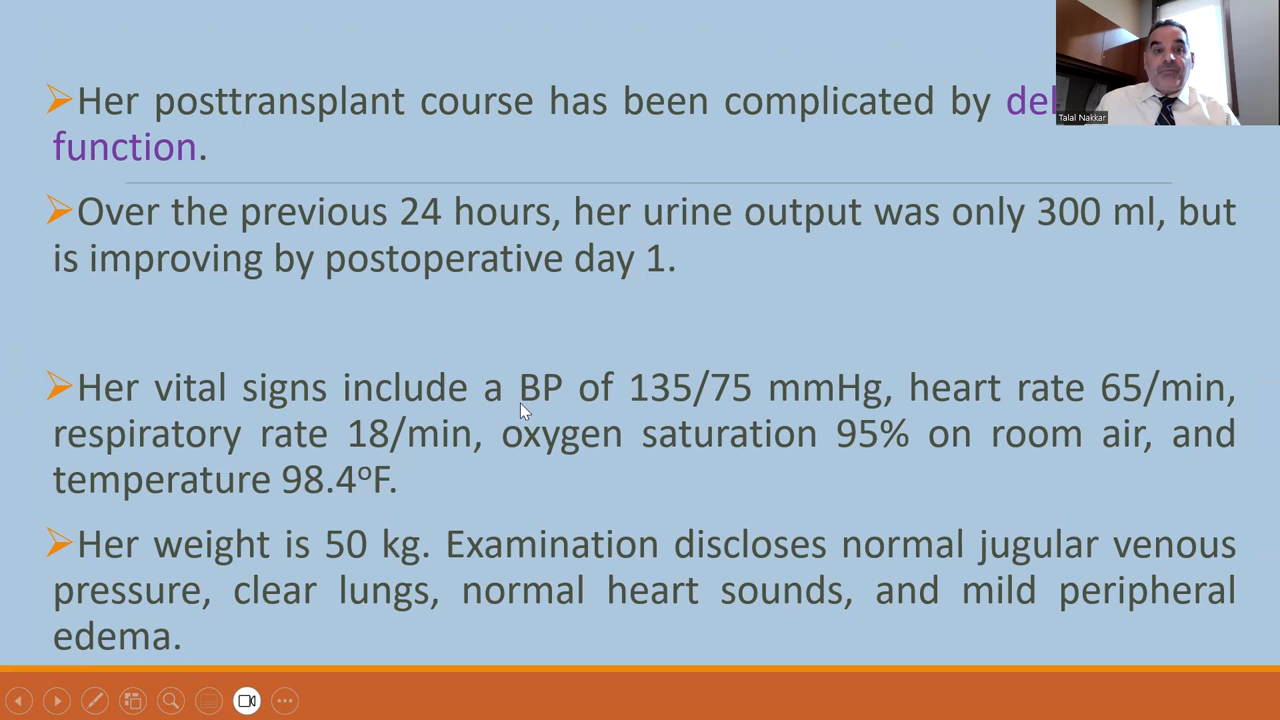 Her posttransplant course has been complicated by
function.
Over the previous 24 hours, her urine output was only 300 ml, but
is improving by postoperative day 1.
Her vital signs include a BP of 135/75 mmHg, heart rate 65/min,
respiratory rate 18/min, oxygen saturation 95% on room air, and
temperature 98.4ºF.
Her weight is 50 kg. Examination discloses normal jugular venous
pressure, clear lungs, normal heart sounds, and mild peripheral
edema.
Talal Nakkar